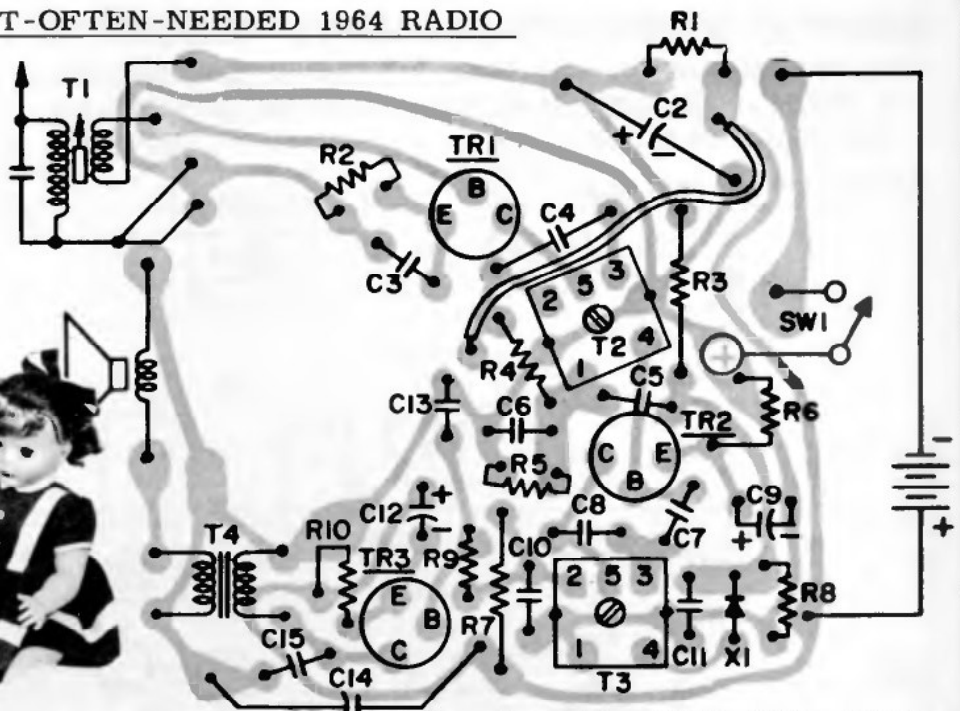 T-OFTEN-NEEDED 1964 RADIO
R1
T1
C2
+
−
R2
TR1
B
E
C
C4
C3
3
5
2
R3
T2
4
1
SW1
+
R4
C5
C13
C6
TR2
R6
C
E
B
R5
C8
C7
C9
+
−
−
+
C12
+
−
T4
R10
TR3
R9
C10
E
B
C
R7
2
5
3
1
4
C11
X1
R8
C15
C14
T3